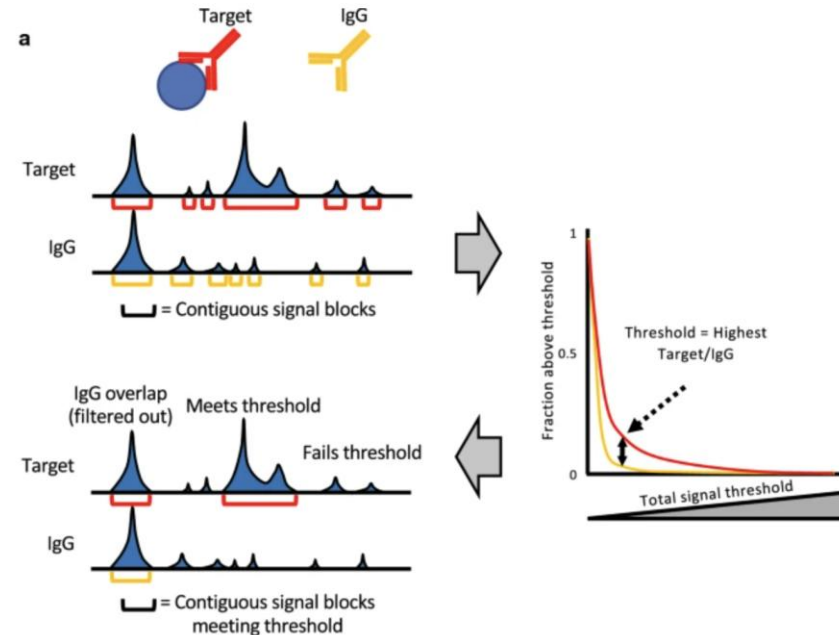 a
Target
IgG
Target
IgG
= Contiguous signal blocks
1
Threshold = Highest
Target/IgG
0.5
Fraction above threshold
0
Total signal threshold
IgG overlap
(filtered out)
Meets threshold
Fails threshold
Target
IgG
= Contiguous signal blocks
meeting threshold